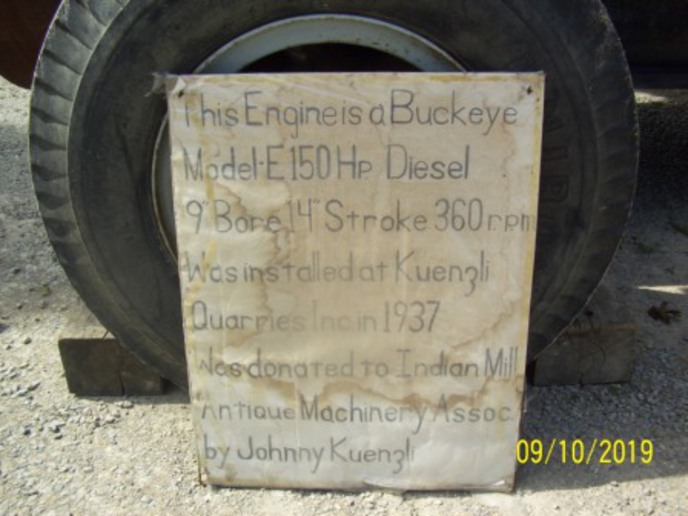 This Engine is a Buckeye
Model-E 150 Hp Diesel
9" Bore 14" Stroke 360 rpm
Was installed at Kuenzli
Quarries Inc. in 1937
Was donated to Indian Mill
Antique Machinery Assoc.
by Johnny Kuenzli
09/10/2019